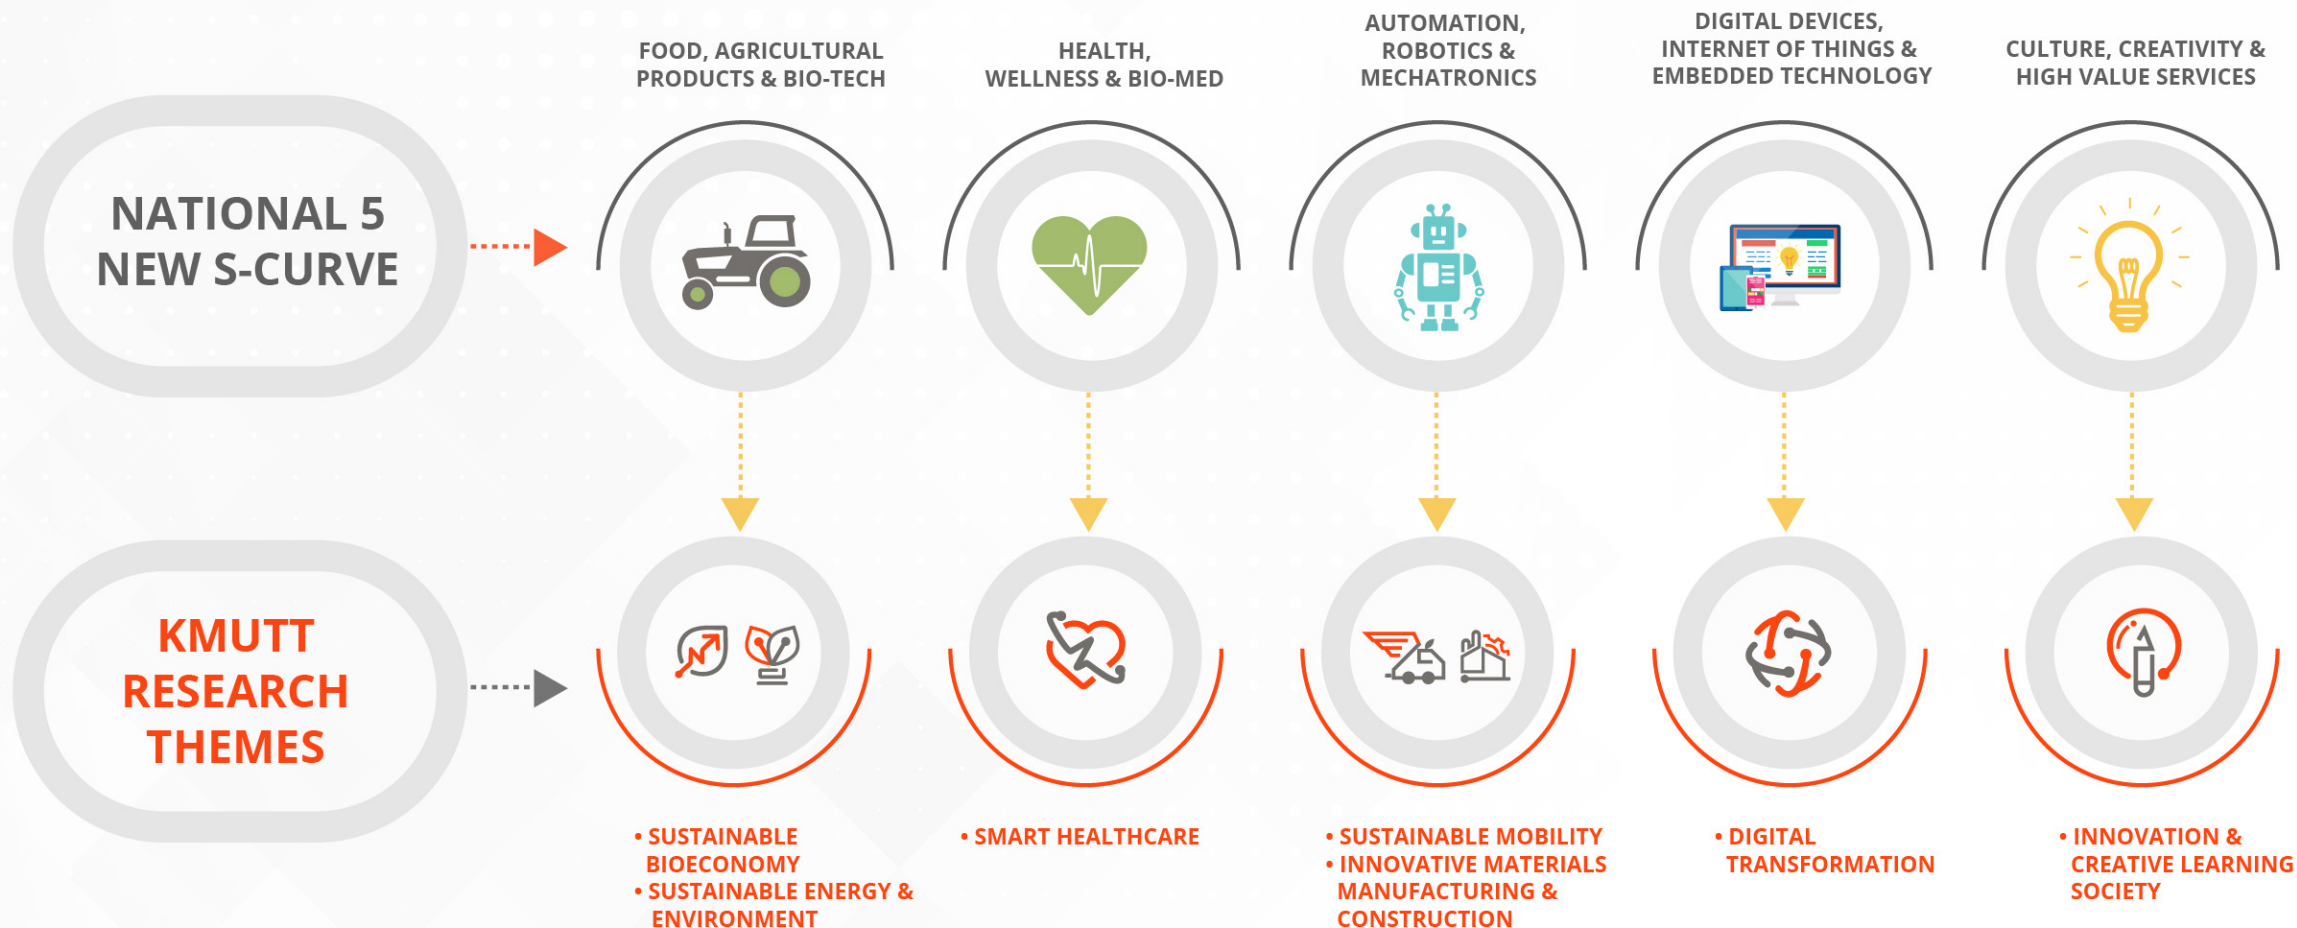 FOOD, AGRICULTURAL
PRODUCTS & BIO-TECH
HEALTH,
WELLNESS & BIO-MED
AUTOMATION,
ROBOTICS &
MECHATRONICS
DIGITAL DEVICES,
INTERNET OF THINGS &
EMBEDDED TECHNOLOGY
CULTURE, CREATIVITY &
HIGH VALUE SERVICES
NATIONAL 5
NEW S-CURVE
KMUTT
RESEARCH
THEMES
• SUSTAINABLE
BIOECONOMY
• SUSTAINABLE ENERGY &
ENVIRONMENT
• SMART HEALTHCARE
• SUSTAINABLE MOBILITY
• INNOVATIVE MATERIALS
MANUFACTURING &
CONSTRUCTION
• DIGITAL
TRANSFORMATION
• INNOVATION &
CREATIVE LEARNING
SOCIETY